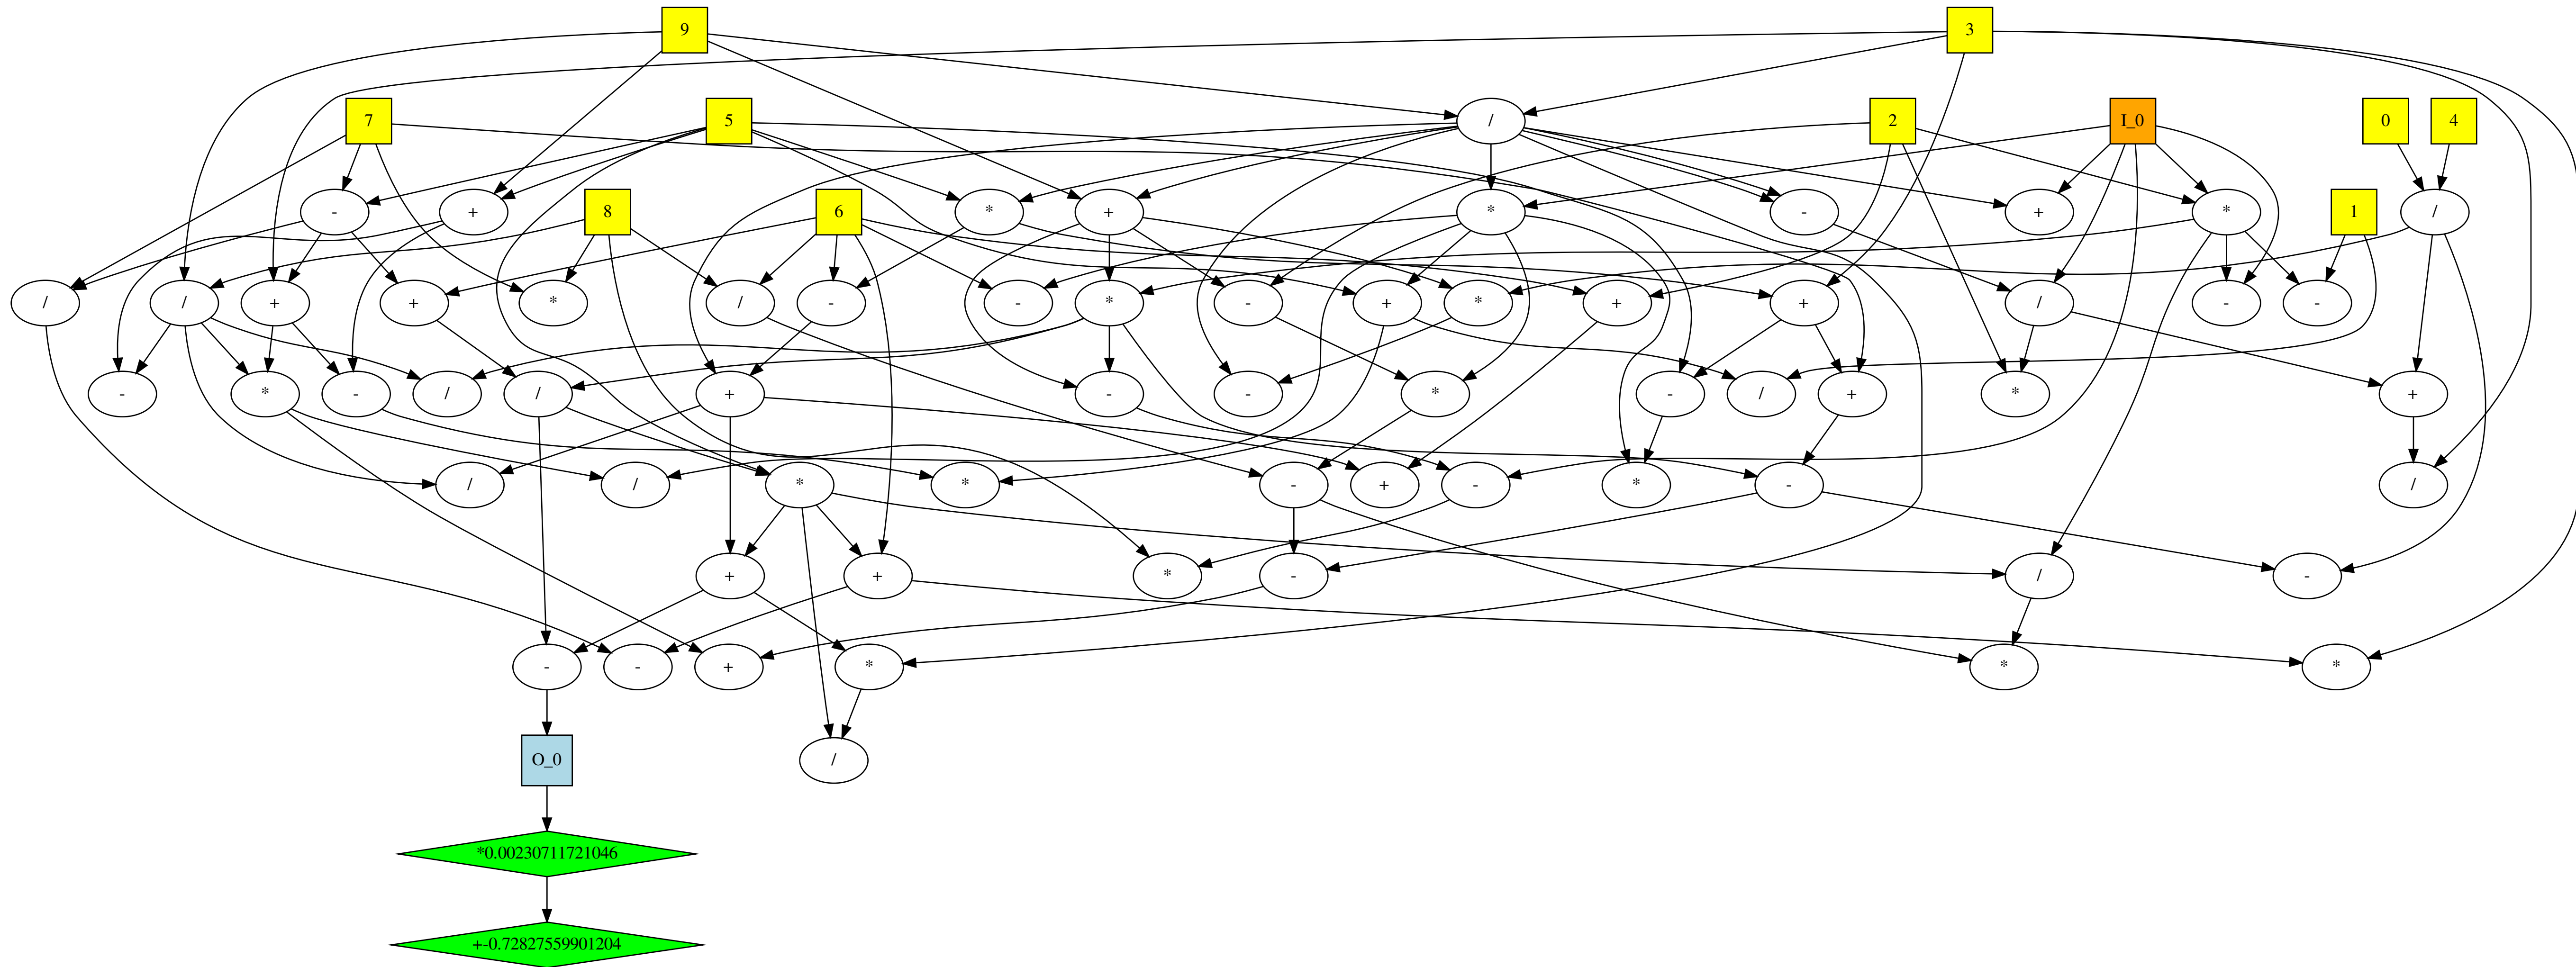 9 3
7 5 / 2 I_0 0 4
- + 8 6 * + * - + * 1 /
/ / + + * / - - * - + * + + / - -
- * - / / + - - * - / + * +
/ / * * - + - * - /
+ + * - / -
- - + * * *
O_0 /
*0.00230711721046
+-0.72827559901204